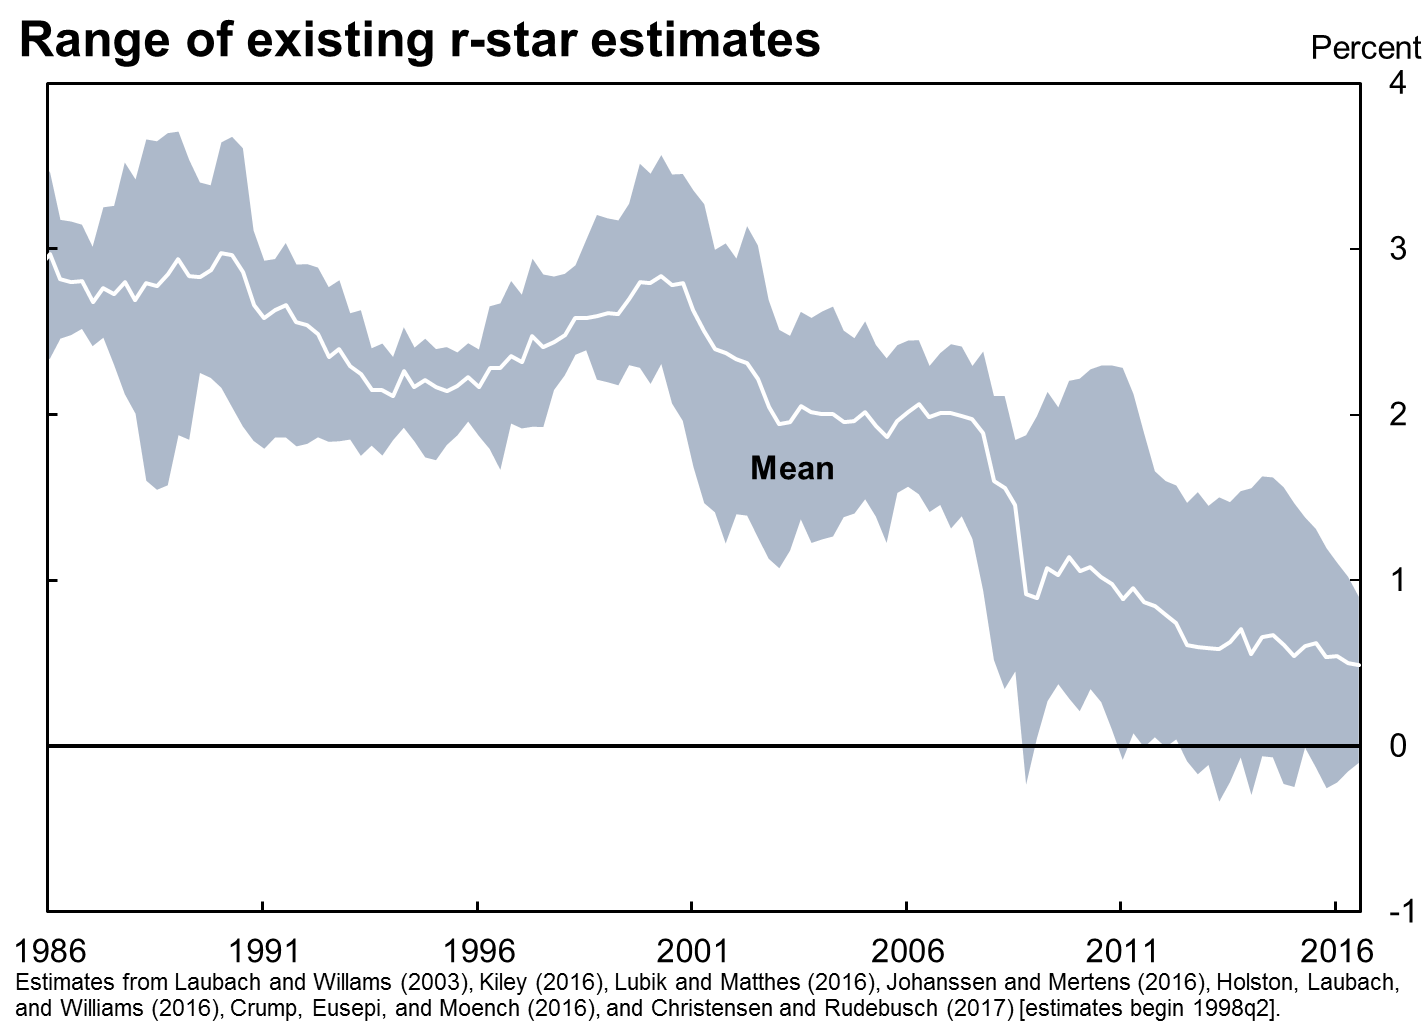 Range of existing r-star estimates
Percent
4
3
2
Mean
1
0
-1
1986 1991 1996 2001 2006 2011 2016
Estimates from Laubach and Willams (2003), Kiley (2016), Lubik and Matthes (2016), Johanssen and Mertens (2016), Holston, Laubach,
and Williams (2016), Crump, Eusepi, and Moench (2016), and Christensen and Rudebusch (2017) [estimates begin 1998q2].